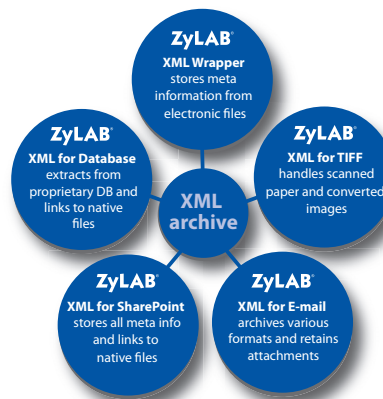 ZyLAB®
XML Wrapper
stores meta
information from
electronic files
ZyLAB®
XML for Database
extracts from
proprietary DB and
links to native
files
ZyLAB®
XML for TIFF
handles scanned
paper and converted
images
XML
archive
ZyLAB®
XML for SharePoint
stores all meta info
and links to
native files
ZyLAB®
XML for E-mail
archives various
formats and retains
attachments